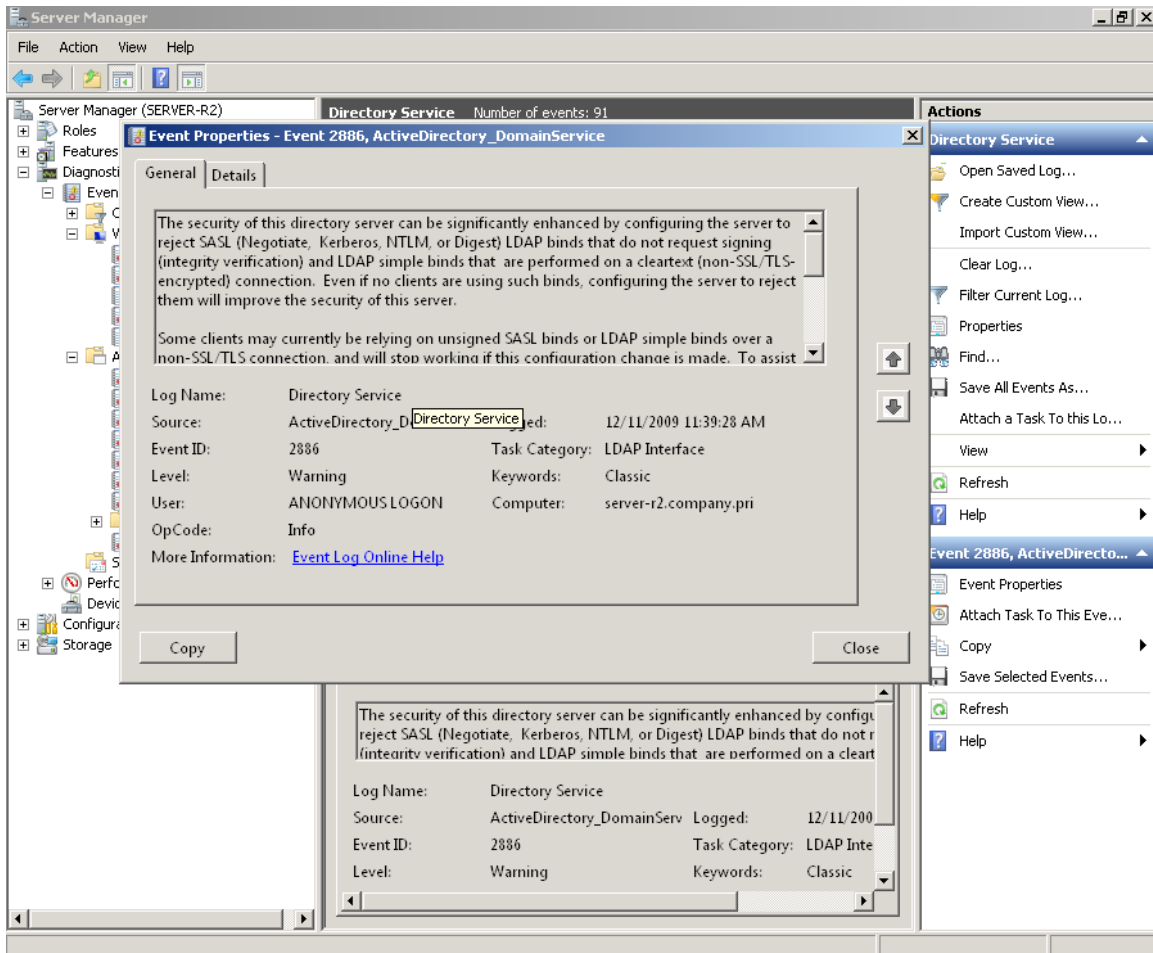 Server Manager
File Action View Help
Server Manager (SERVER-R2)
Roles
Features
Diagnosti
Even
Perfo
Devic
Configura
Storage
Directory Service Number of events: 91
Event Properties - Event 2886, ActiveDirectory_DomainService
General Details
The security of this directory server can be significantly enhanced by configuring the server to
reject SASL (Negotiate, Kerberos, NTLM, or Digest) LDAP binds that do not request signing
(integrity verification) and LDAP simple binds that are performed on a cleartext (non-SSL/TLS-
encrypted) connection. Even if no clients are using such binds, configuring the server to reject
them will improve the security of this server.
Some clients may currently be relying on unsigned SASL binds or LDAP simple binds over a
non-SSL/TLS connection, and will stop working if this configuration change is made. To assist
Log Name: Directory Service
Source: ActiveDirectory_D Directory Service ged: 12/11/2009 11:39:28 AM
Event ID: 2886 Task Category: LDAP Interface
Level: Warning Keywords: Classic
User: ANONYMOUS LOGON Computer: server-r2.company.pri
OpCode: Info
More Information: Event Log Online Help
Copy Close
The security of this directory server can be significantly enhanced by configu
reject SASL (Negotiate, Kerberos, NTLM, or Digest) LDAP binds that do not r
(integrity verification) and LDAP simple binds that are performed on a cleart
Log Name: Directory Service
Source: ActiveDirectory_DomainServ Logged: 12/11/200
Event ID: 2886 Task Category: LDAP Inte
Level: Warning Keywords: Classic
Actions
Directory Service
Open Saved Log...
Create Custom View...
Import Custom View...
Clear Log...
Filter Current Log...
Properties
Find...
Save All Events As...
Attach a Task To this Lo...
View
Refresh
Help
Event 2886, ActiveDirecto...
Event Properties
Attach Task To This Eve...
Copy
Save Selected Events...
Refresh
Help